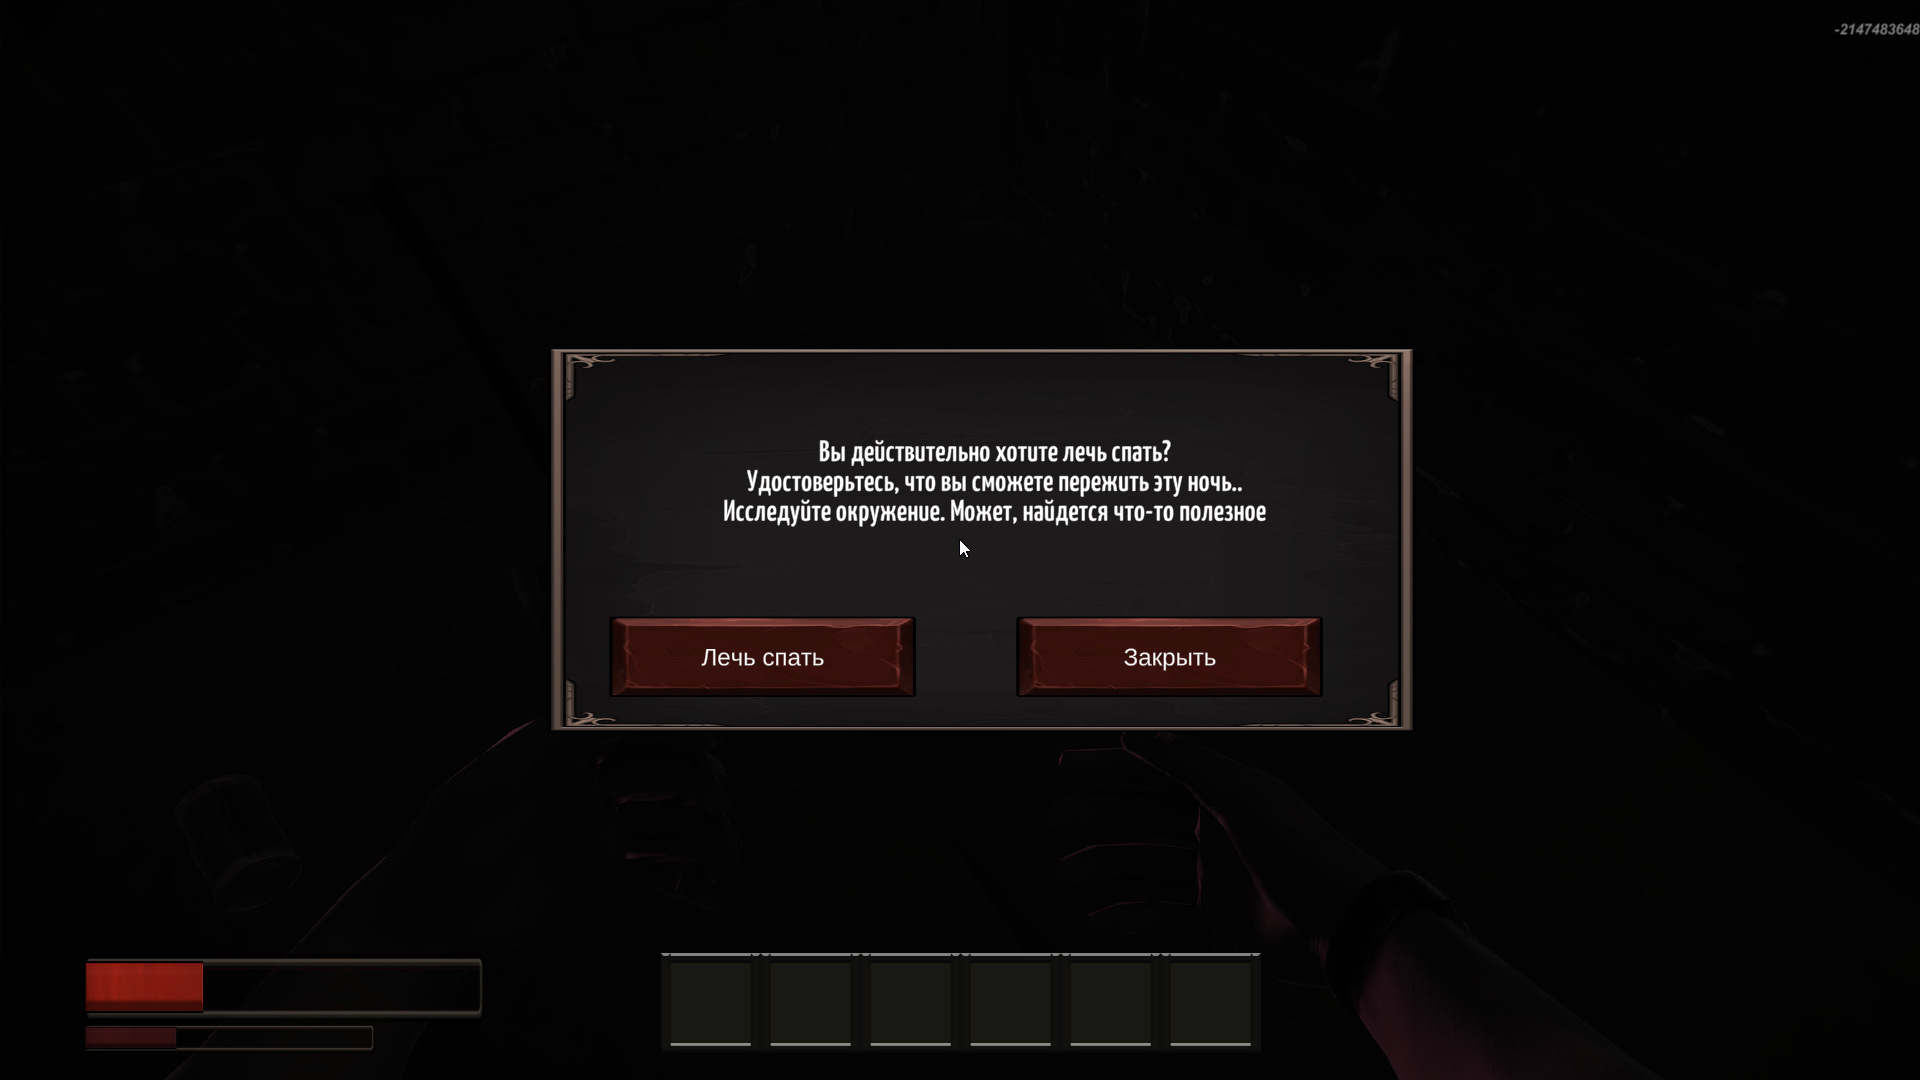 -2147483648
Вы действительно хотите лечь спать?
Удостоверьтесь, что вы сможете пережить эту ночь..
Исследуйте окружение. Может, найдется что-то полезное
Лечь спать
Закрыть